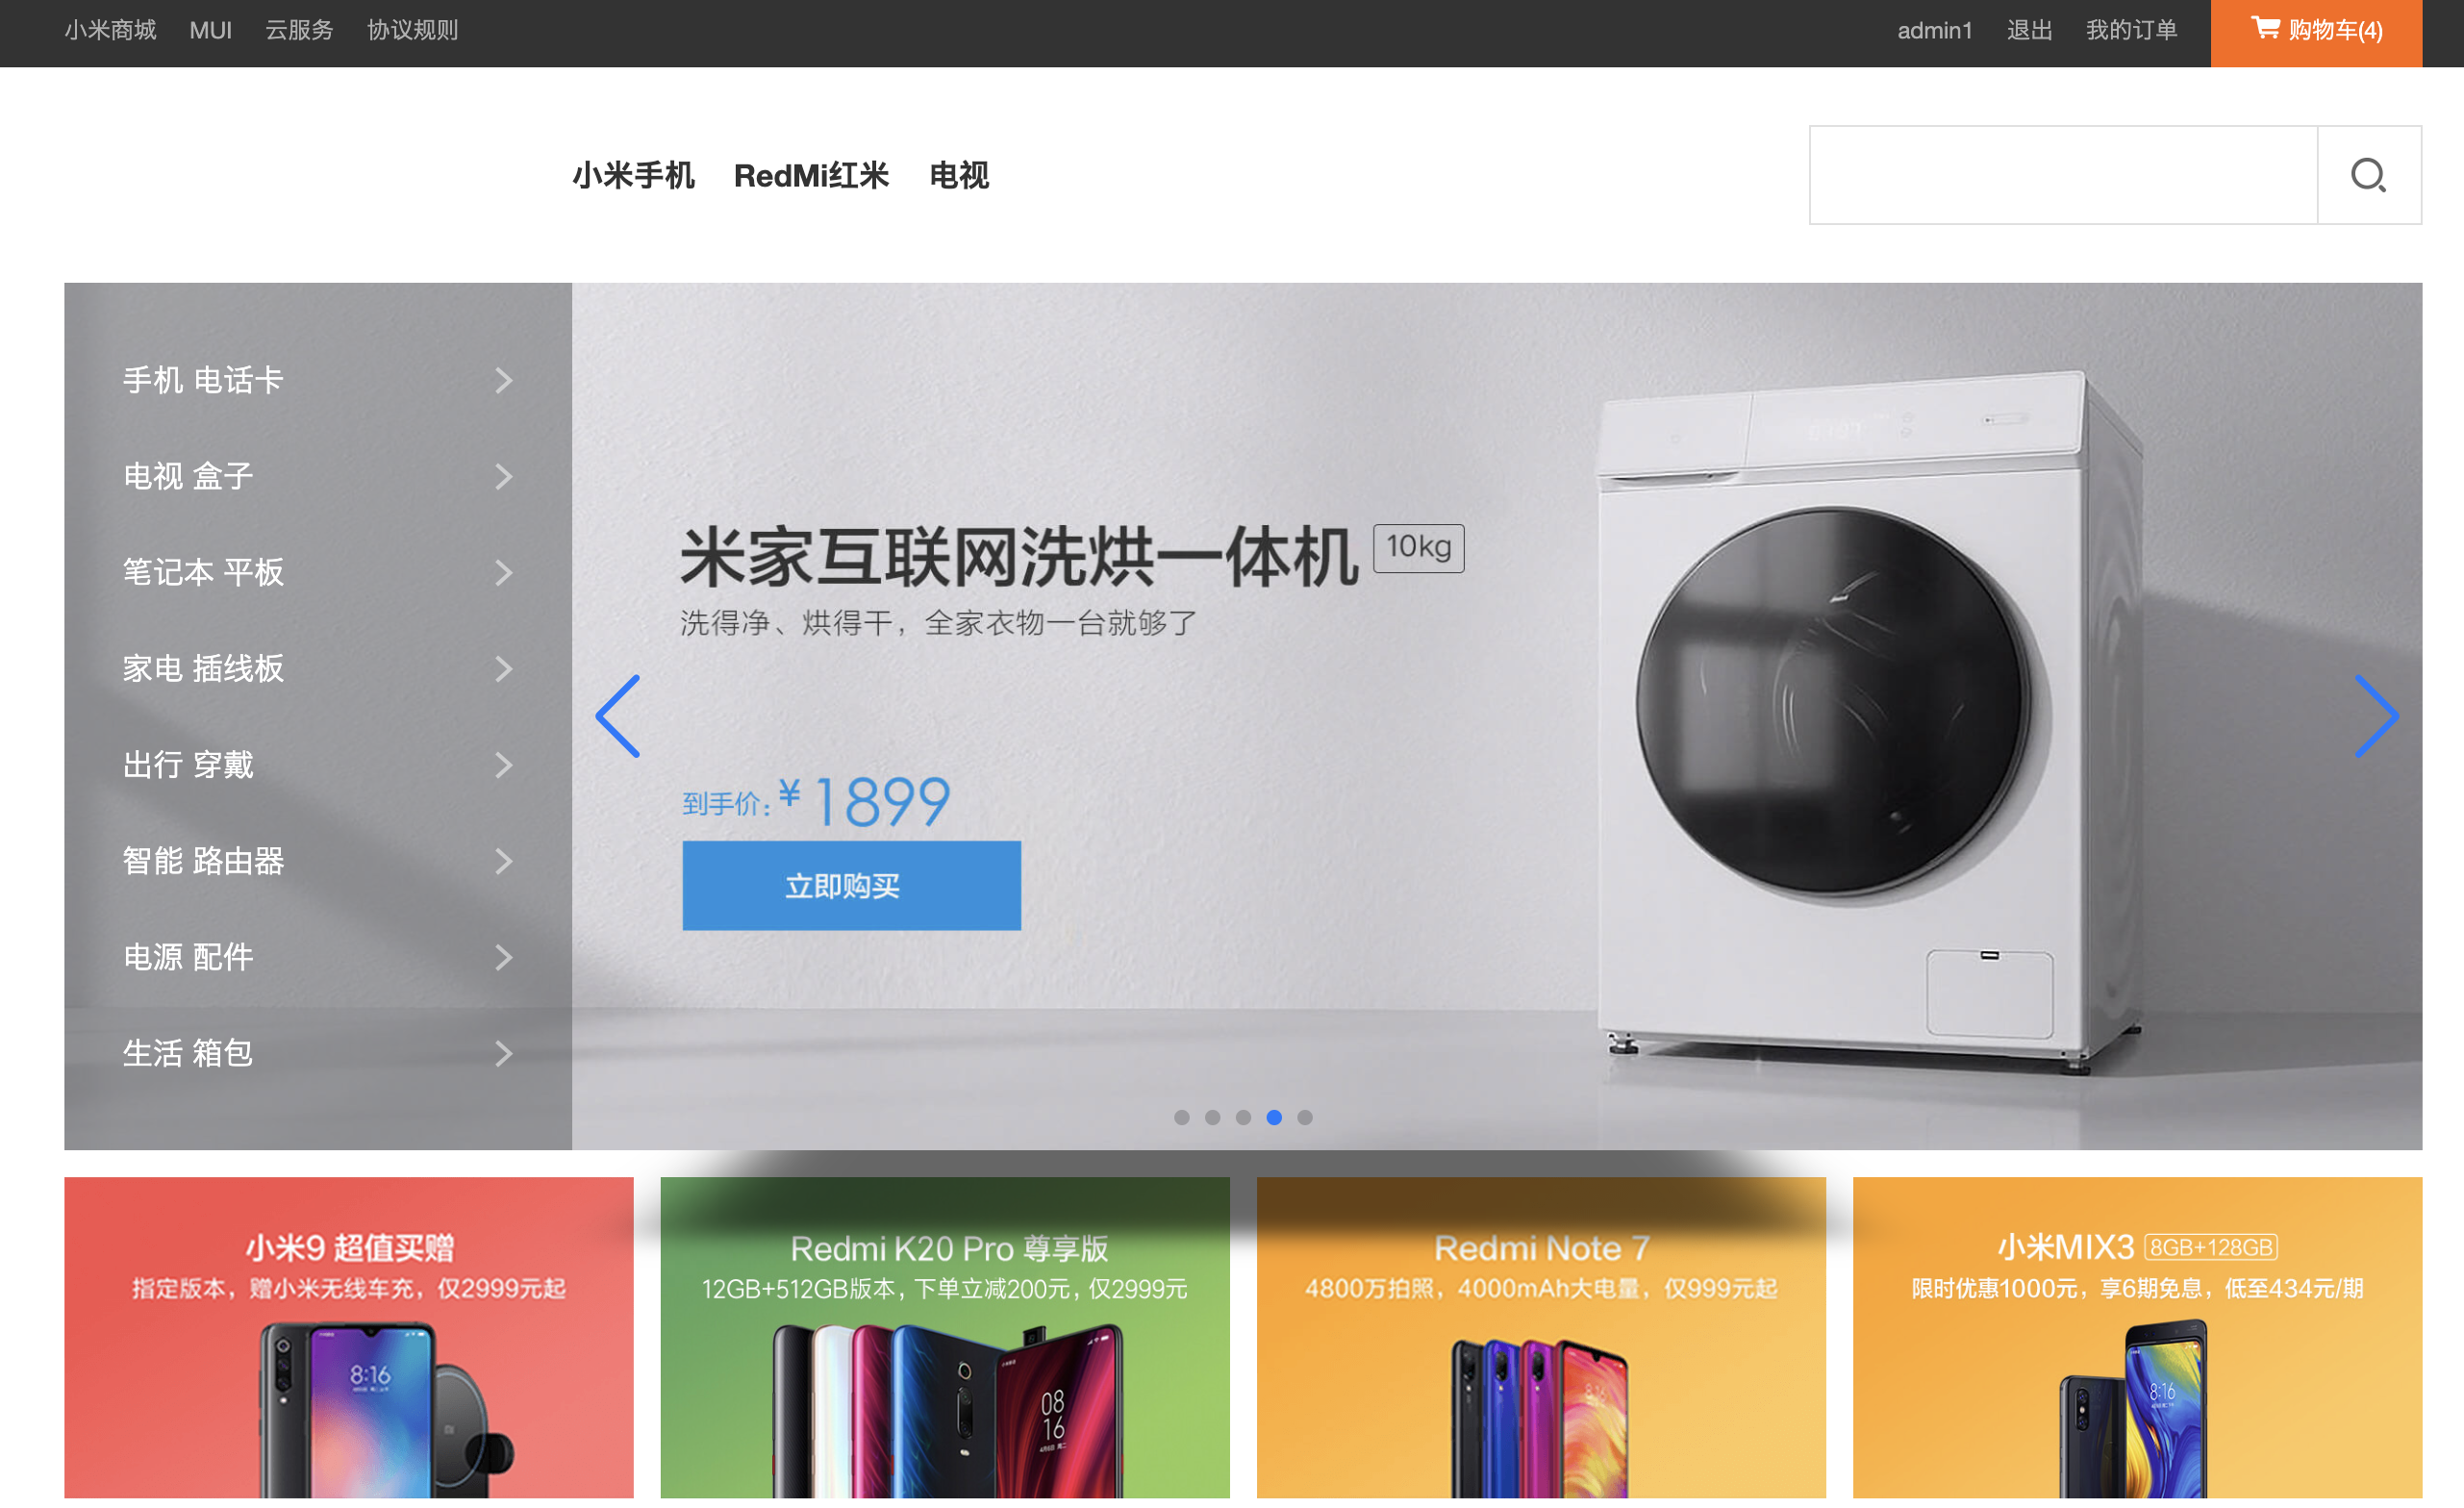 小米商城 MUI 云服务 协议规则 admin1 退出 我的订单 购物车(4)
小米手机 RedMi红米 电视
手机 电话卡
电视 盒子
笔记本 平板
家电 插线板
出行 穿戴
智能 路由器
电源 配件
生活 箱包
米家互联网洗烘一体机 10kg
洗得净、烘得干，全家衣物一台就够了
到手价：¥1899
立即购买
小米9 超值买赠
指定版本，赠小米无线车充，仅2999元起
8:16
Redmi K20 Pro 尊享版
12GB+512GB版本，下单立减200元，仅2999元
08
16
Redmi Note 7
4800万拍照，4000mAh大电量，仅999元起
8:16
小米MIX3 8GB+128GB
限时优惠1000元，享6期免息，低至434元/期
8:16